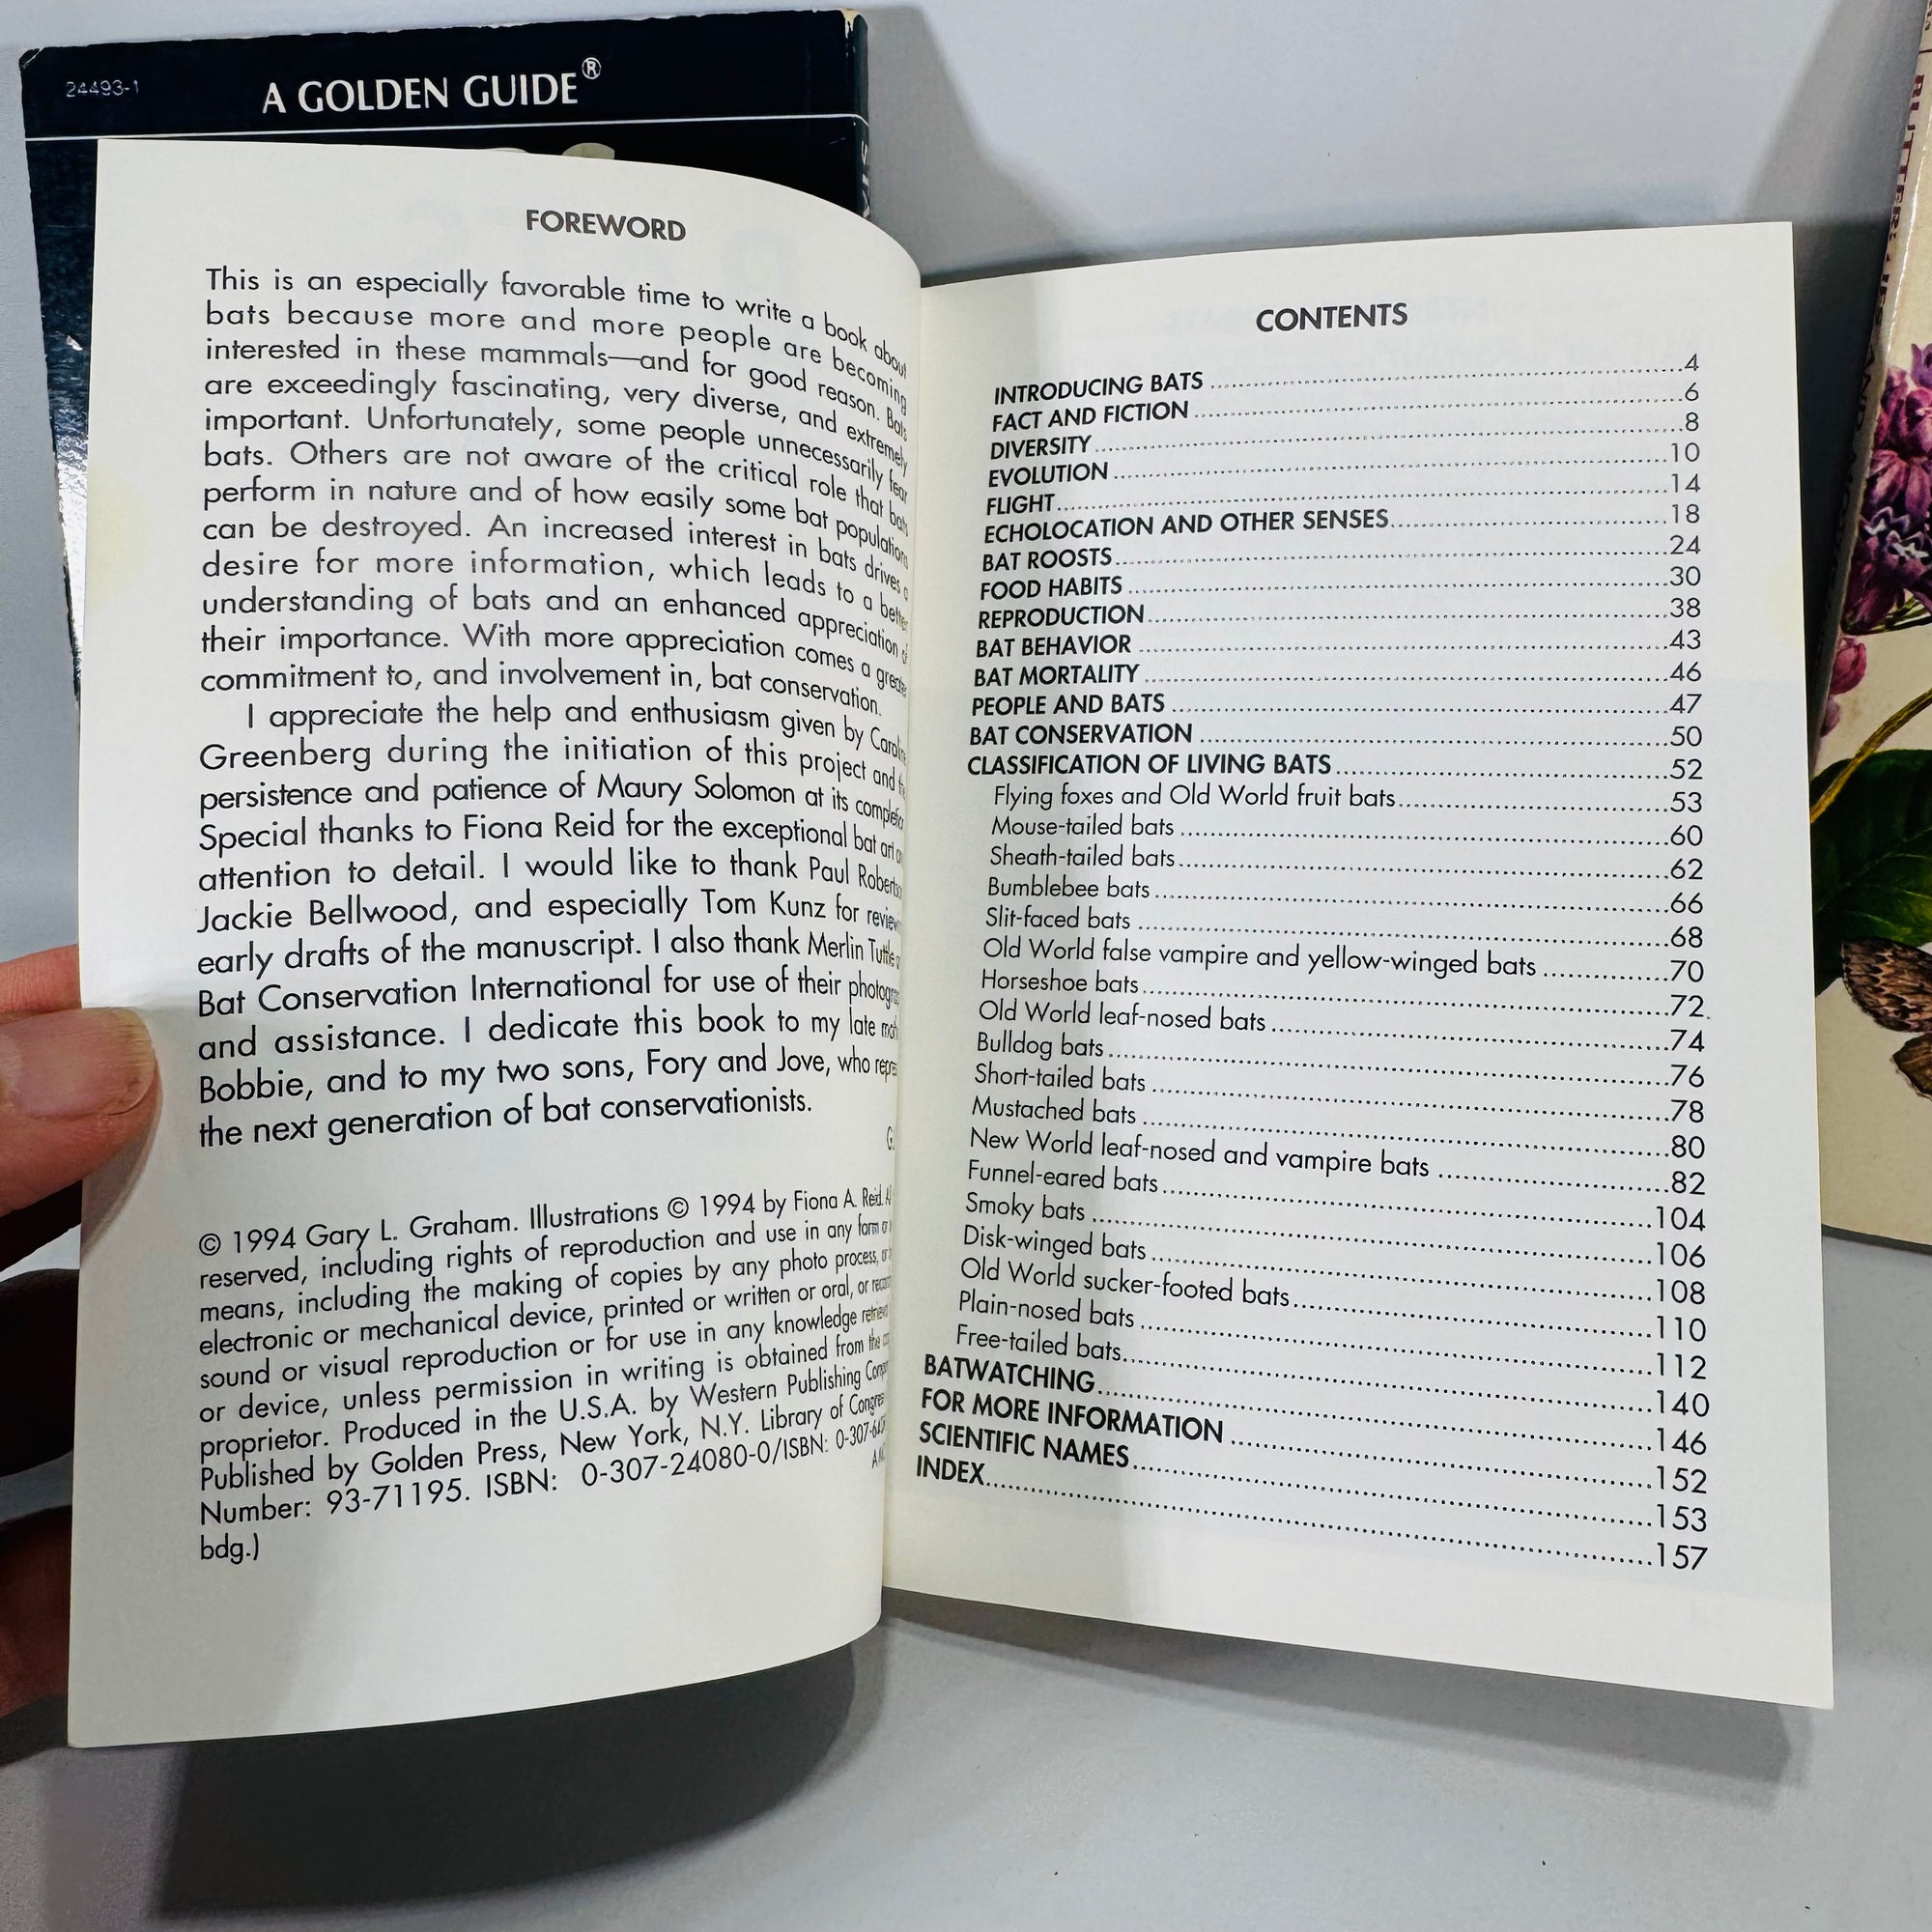 24493-1
A GOLDEN GUIDE®
FOREWORD
This is an especially favorable time to write a book about
bats because more and more people are becoming
interested in these mammals—and for good reason. Bats
are exceedingly fascinating, very diverse, and extremely
important. Unfortunately, some people unnecessarily fear
bats. Others are not aware of the critical role that bats
perform in nature and of how easily some bat populations
can be destroyed. An increased interest in bats drives a
desire for more information, which leads to a better
understanding of bats and an enhanced appreciation of
their importance. With more appreciation comes a greater
commitment to, and involvement in, bat conservation.
I appreciate the help and enthusiasm given by
Greenberg during the initiation of this project and
persistence and patience of Maury Solomon at its
Special thanks to Fiona Reid for the exceptional bat art
attention to detail. I would like to thank Paul
Jackie Bellwood, and especially Tom Kunz for
early drafts of the manuscript. I also thank Merlin Tuttle
Bat Conservation International for use of their
and assistance. I dedicate this book to my late
Bobbie, and to my two sons, Fory and Jove, who
the next generation of bat conservationists.
© 1994 Gary L. Graham. Illustrations © 1994 by Fiona A. Reid.
reserved, including rights of reproduction and use in any form
means, including the making of copies by any photo process,
electronic or mechanical device, printed or written or oral, or
sound or visual reproduction or for use in any knowledge
or device, unless permission in writing is obtained from the
proprietor. Produced in the U.S.A. by Western Publishing
Published by Golden Press, New York, N.Y. Library of
Number: 93-71195. ISBN: 0-307-24080-0/ISBN:
bdg.)
CONTENTS
INTRODUCING BATS ........ 4
FACT AND FICTION ........ 6
DIVERSITY ........ 8
EVOLUTION ........ 10
FLIGHT ........ 14
ECHOLOCATION AND OTHER SENSES ........ 18
BAT ROOSTS ........ 24
FOOD HABITS ........ 30
REPRODUCTION ........ 38
BAT BEHAVIOR ........ 43
BAT MORTALITY ........ 46
PEOPLE AND BATS ........ 47
BAT CONSERVATION ........ 50
CLASSIFICATION OF LIVING BATS ........ 52
Flying foxes and Old World fruit bats ........ 53
Mouse-tailed bats ........ 60
Sheath-tailed bats ........ 62
Bumblebee bats ........ 66
Slit-faced bats ........ 68
Old World false vampire and yellow-winged bats ........ 70
Horseshoe bats ........ 72
Old World leaf-nosed bats ........ 74
Bulldog bats ........ 76
Short-tailed bats ........ 78
Mustached bats ........ 80
New World leaf-nosed and vampire bats ........ 82
Funnel-eared bats ........ 104
Smoky bats ........ 106
Disk-winged bats ........ 108
Old World sucker-footed bats ........ 110
Plain-nosed bats ........ 112
Free-tailed bats ........ 140
BATWATCHING ........ 146
FOR MORE INFORMATION ........ 152
SCIENTIFIC NAMES ........ 153
INDEX ........ 157